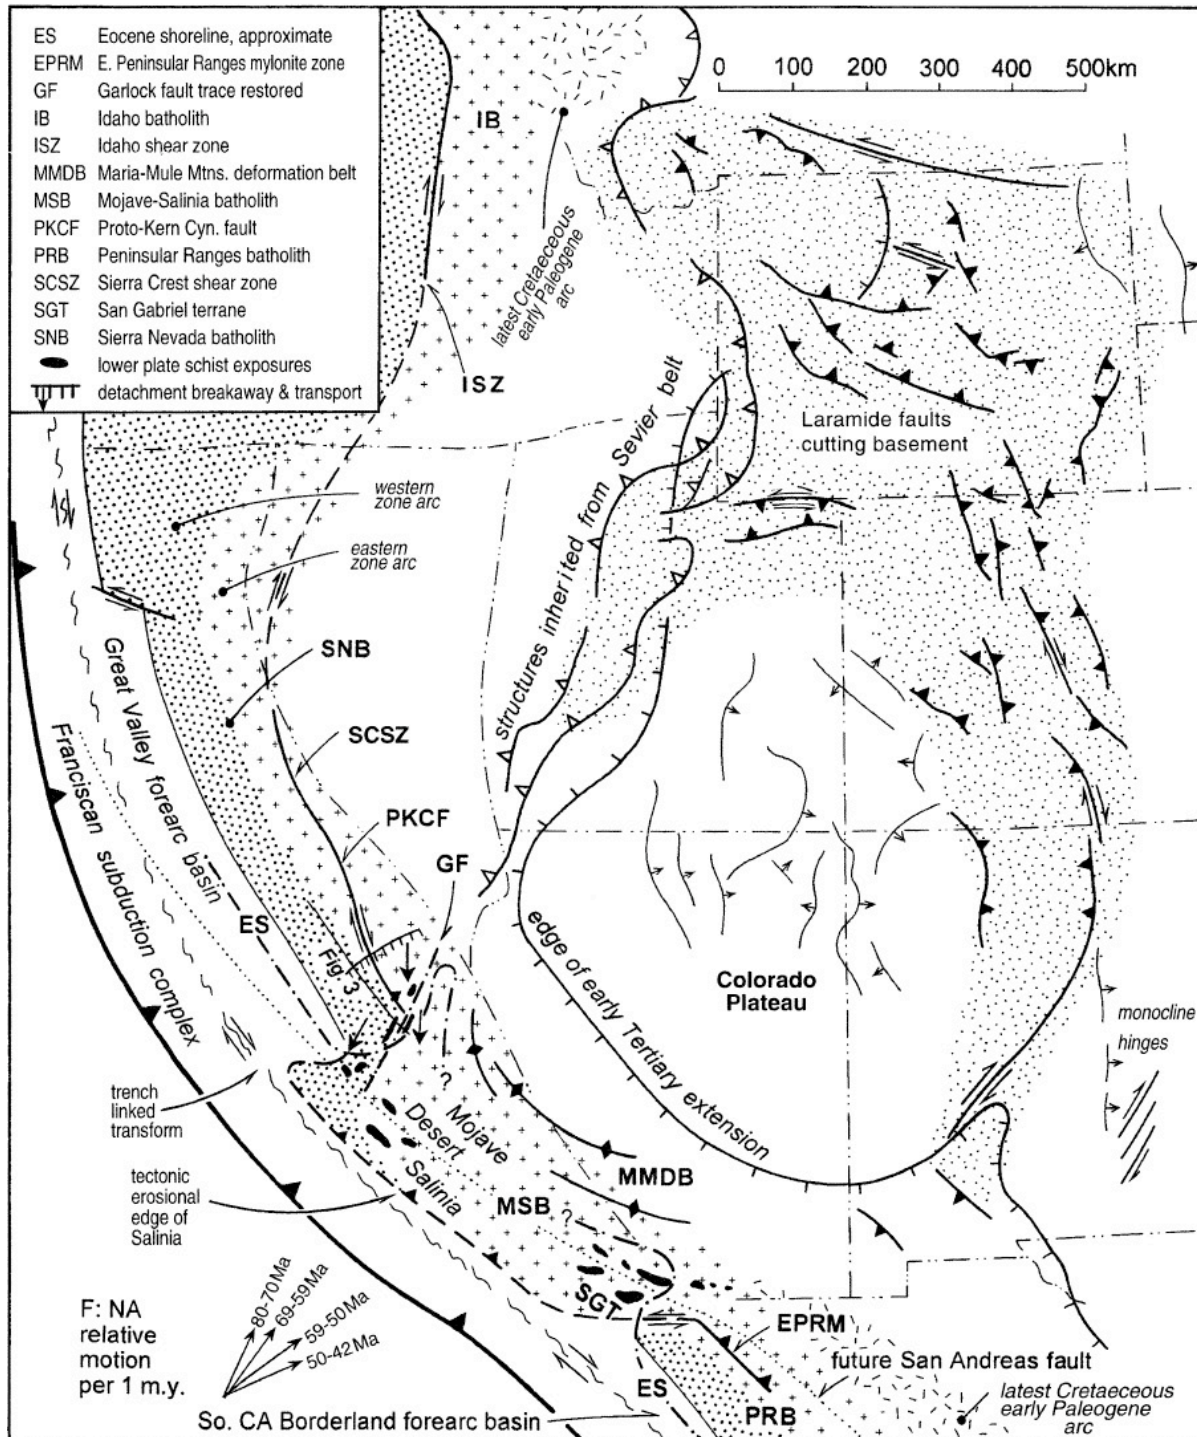 ES Eocene shoreline, approximate
EPRM E. Peninsular Ranges mylonite zone
GF Garlock fault trace restored
IB Idaho batholith
ISZ Idaho shear zone
MMDB Maria-Mule Mtns. deformation belt
MSB Mojave-Salinia batholith
PKCF Proto-Kern Cyn. fault
PRB Peninsular Ranges batholith
SCSZ Sierra Crest shear zone
SGT San Gabriel terrane
SNB Sierra Nevada batholith
lower plate schist exposures
detachment breakaway & transport
0 100 200 300 400 500km
IB
latest Cretaeceous
early Paleogene
arc
ISZ
structures inherited from Sevier belt
Laramide faults
cutting basement
western
zone arc
eastern
zone arc
SNB
SCSZ
PKCF
GF
Great Valley forearc basin
Franciscan subduction complex
ES
Fig. 3
edge of early Tertiary extension
Colorado
Plateau
monocline
hinges
trench
linked
transform
?
Mojave
Desert
Salinia
MMDB
MSB
?
tectonic
erosional
edge of
Salinia
SGT
EPRM
future San Andreas fault
F: NA
relative
motion
per 1 m.y.
80-70 Ma
69-59Ma
59-50 Ma
50-42 Ma
So. CA Borderland forearc basin
ES
PRB
latest Cretaeceous
early Paleogene
arc